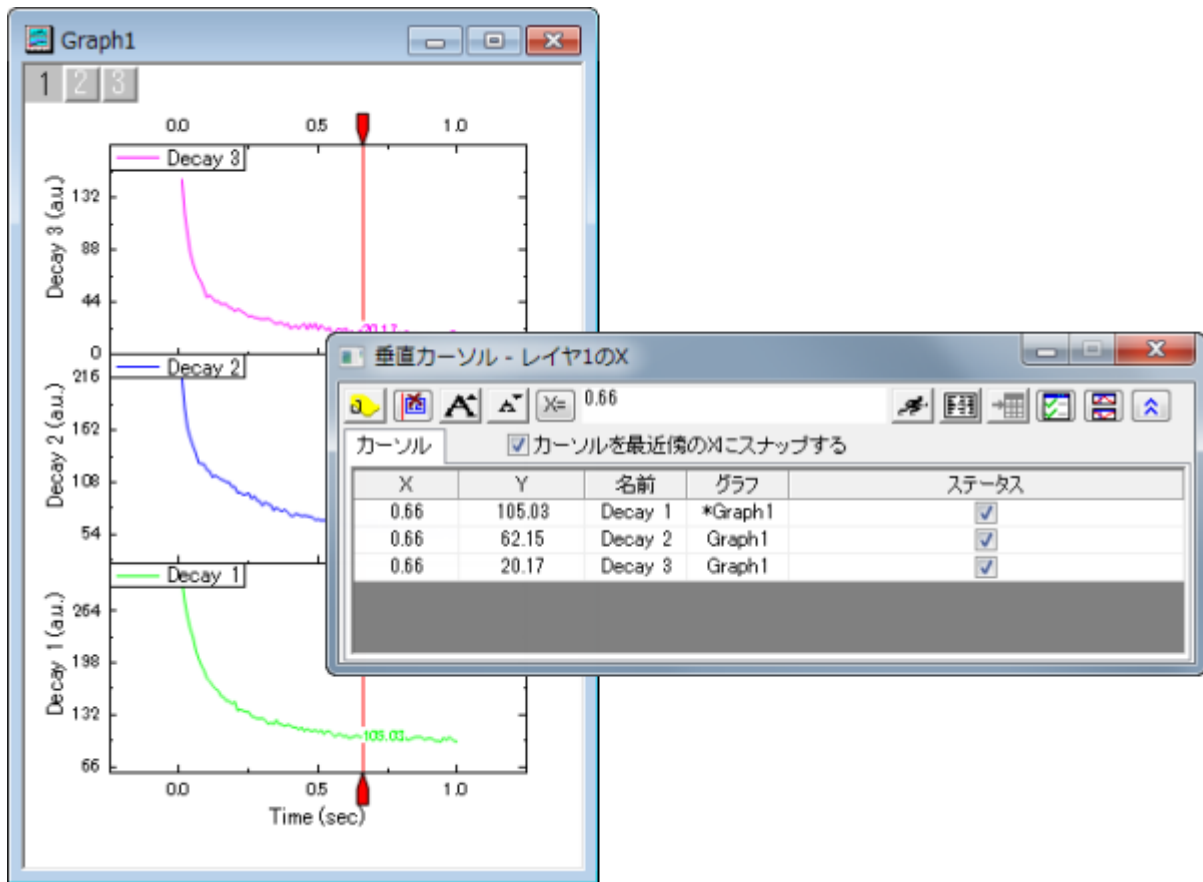 Graph1
1 2 3
0.0 0.5 1.0
Decay 3
Decay 3 (a.u.)
132
88
44
0
20.17
Decay 2
Decay 2 (a.u.)
216
162
108
54
Decay 1
Decay 1 (a.u.)
264
198
132
66
0.0 0.5 1.0
Time (sec)
垂直カーソル - レイヤ1のX
A A X= 0.66
カーソル カーソルを最近傍のXにスナップする
X Y 名前 グラフ ステータス
0.66 105.03 Decay 1 *Graph1
0.66 62.15 Decay 2 Graph1
0.66 20.17 Decay 3 Graph1